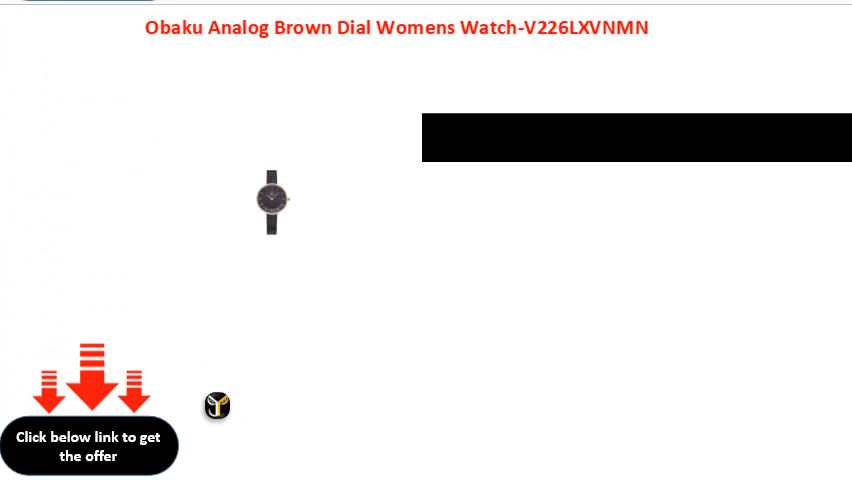 Obaku Analog Brown Dial Womens Watch-V226LXVNMN
Click below link to get
the offer